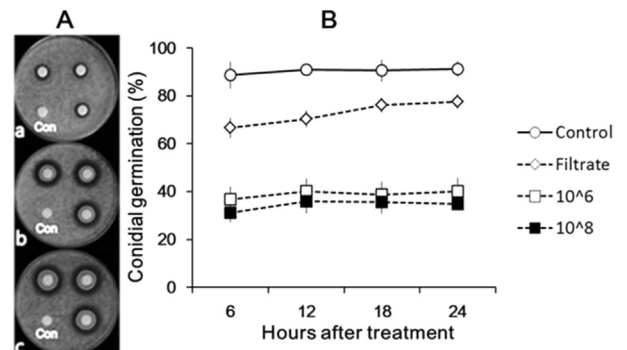 A
B
a
Con
b
Con
c
Con
Conidial germination (%)
100
80
60
40
20
0
6 12 18 24
Hours after treatment
Control
Filtrate
10^6
10^8